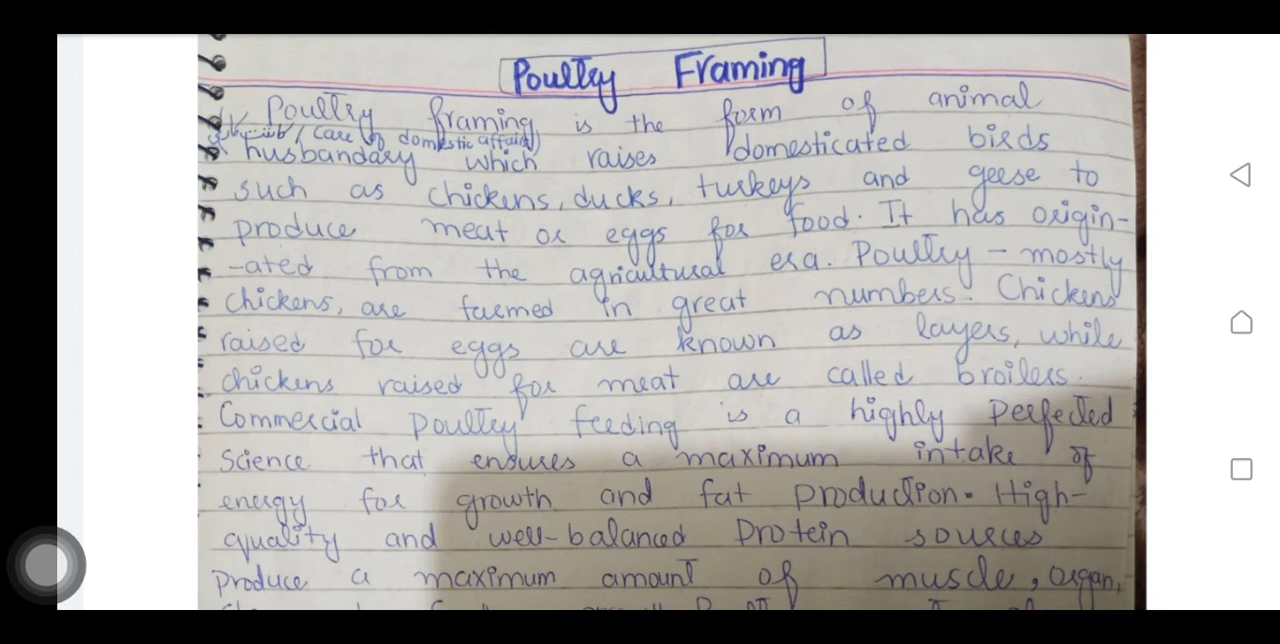 Poultry Framing
Poultry framing is the form of animal
(Care of domestic affairs)
husbandary which raises domesticated birds
such as chickens, ducks, turkeys and geese to
produce meat or eggs for food. It has origin-
-ated from the agricultural era. Poultry - mostly
chickens, are farmed in great numbers. Chickens
raised for eggs are known as layers, while
chickens raised for meat are called broilers.
Commercial poultry feeding is a highly perfected
science that ensures a maximum intake of
energy for growth and fat production. High-
quality and well-balanced protein sources
produce a maximum amount of muscle, organ,